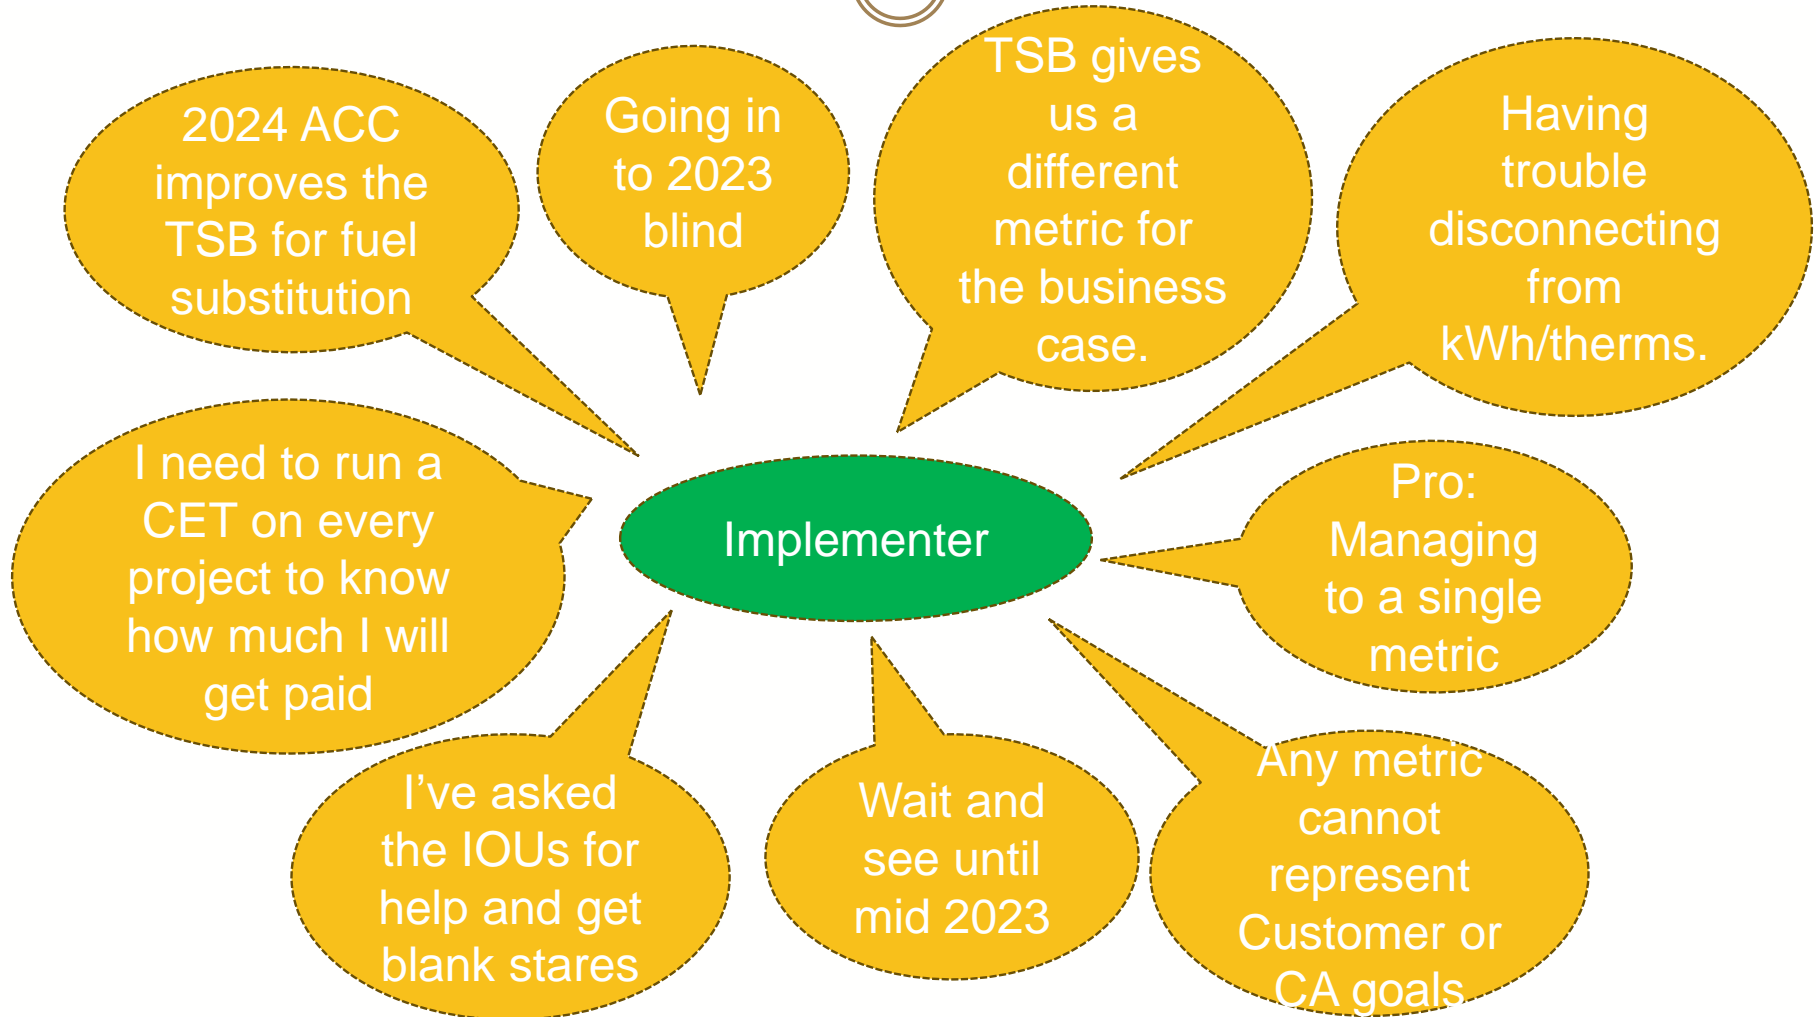 2024 ACC
improves the
TSB for fuel
substitution
Going in
to 2023
blind
TSB gives
us a
different
metric for
the business
case.
Having
trouble
disconnecting
from
kWh/therms.
I need to run a
CET on every
project to know
how much I will
get paid
Implementer
Pro:
Managing
to a single
metric
I’ve asked
the IOUs for
help and get
blank stares
Wait and
see until
mid 2023
Any metric
cannot
represent
Customer or
CA goals